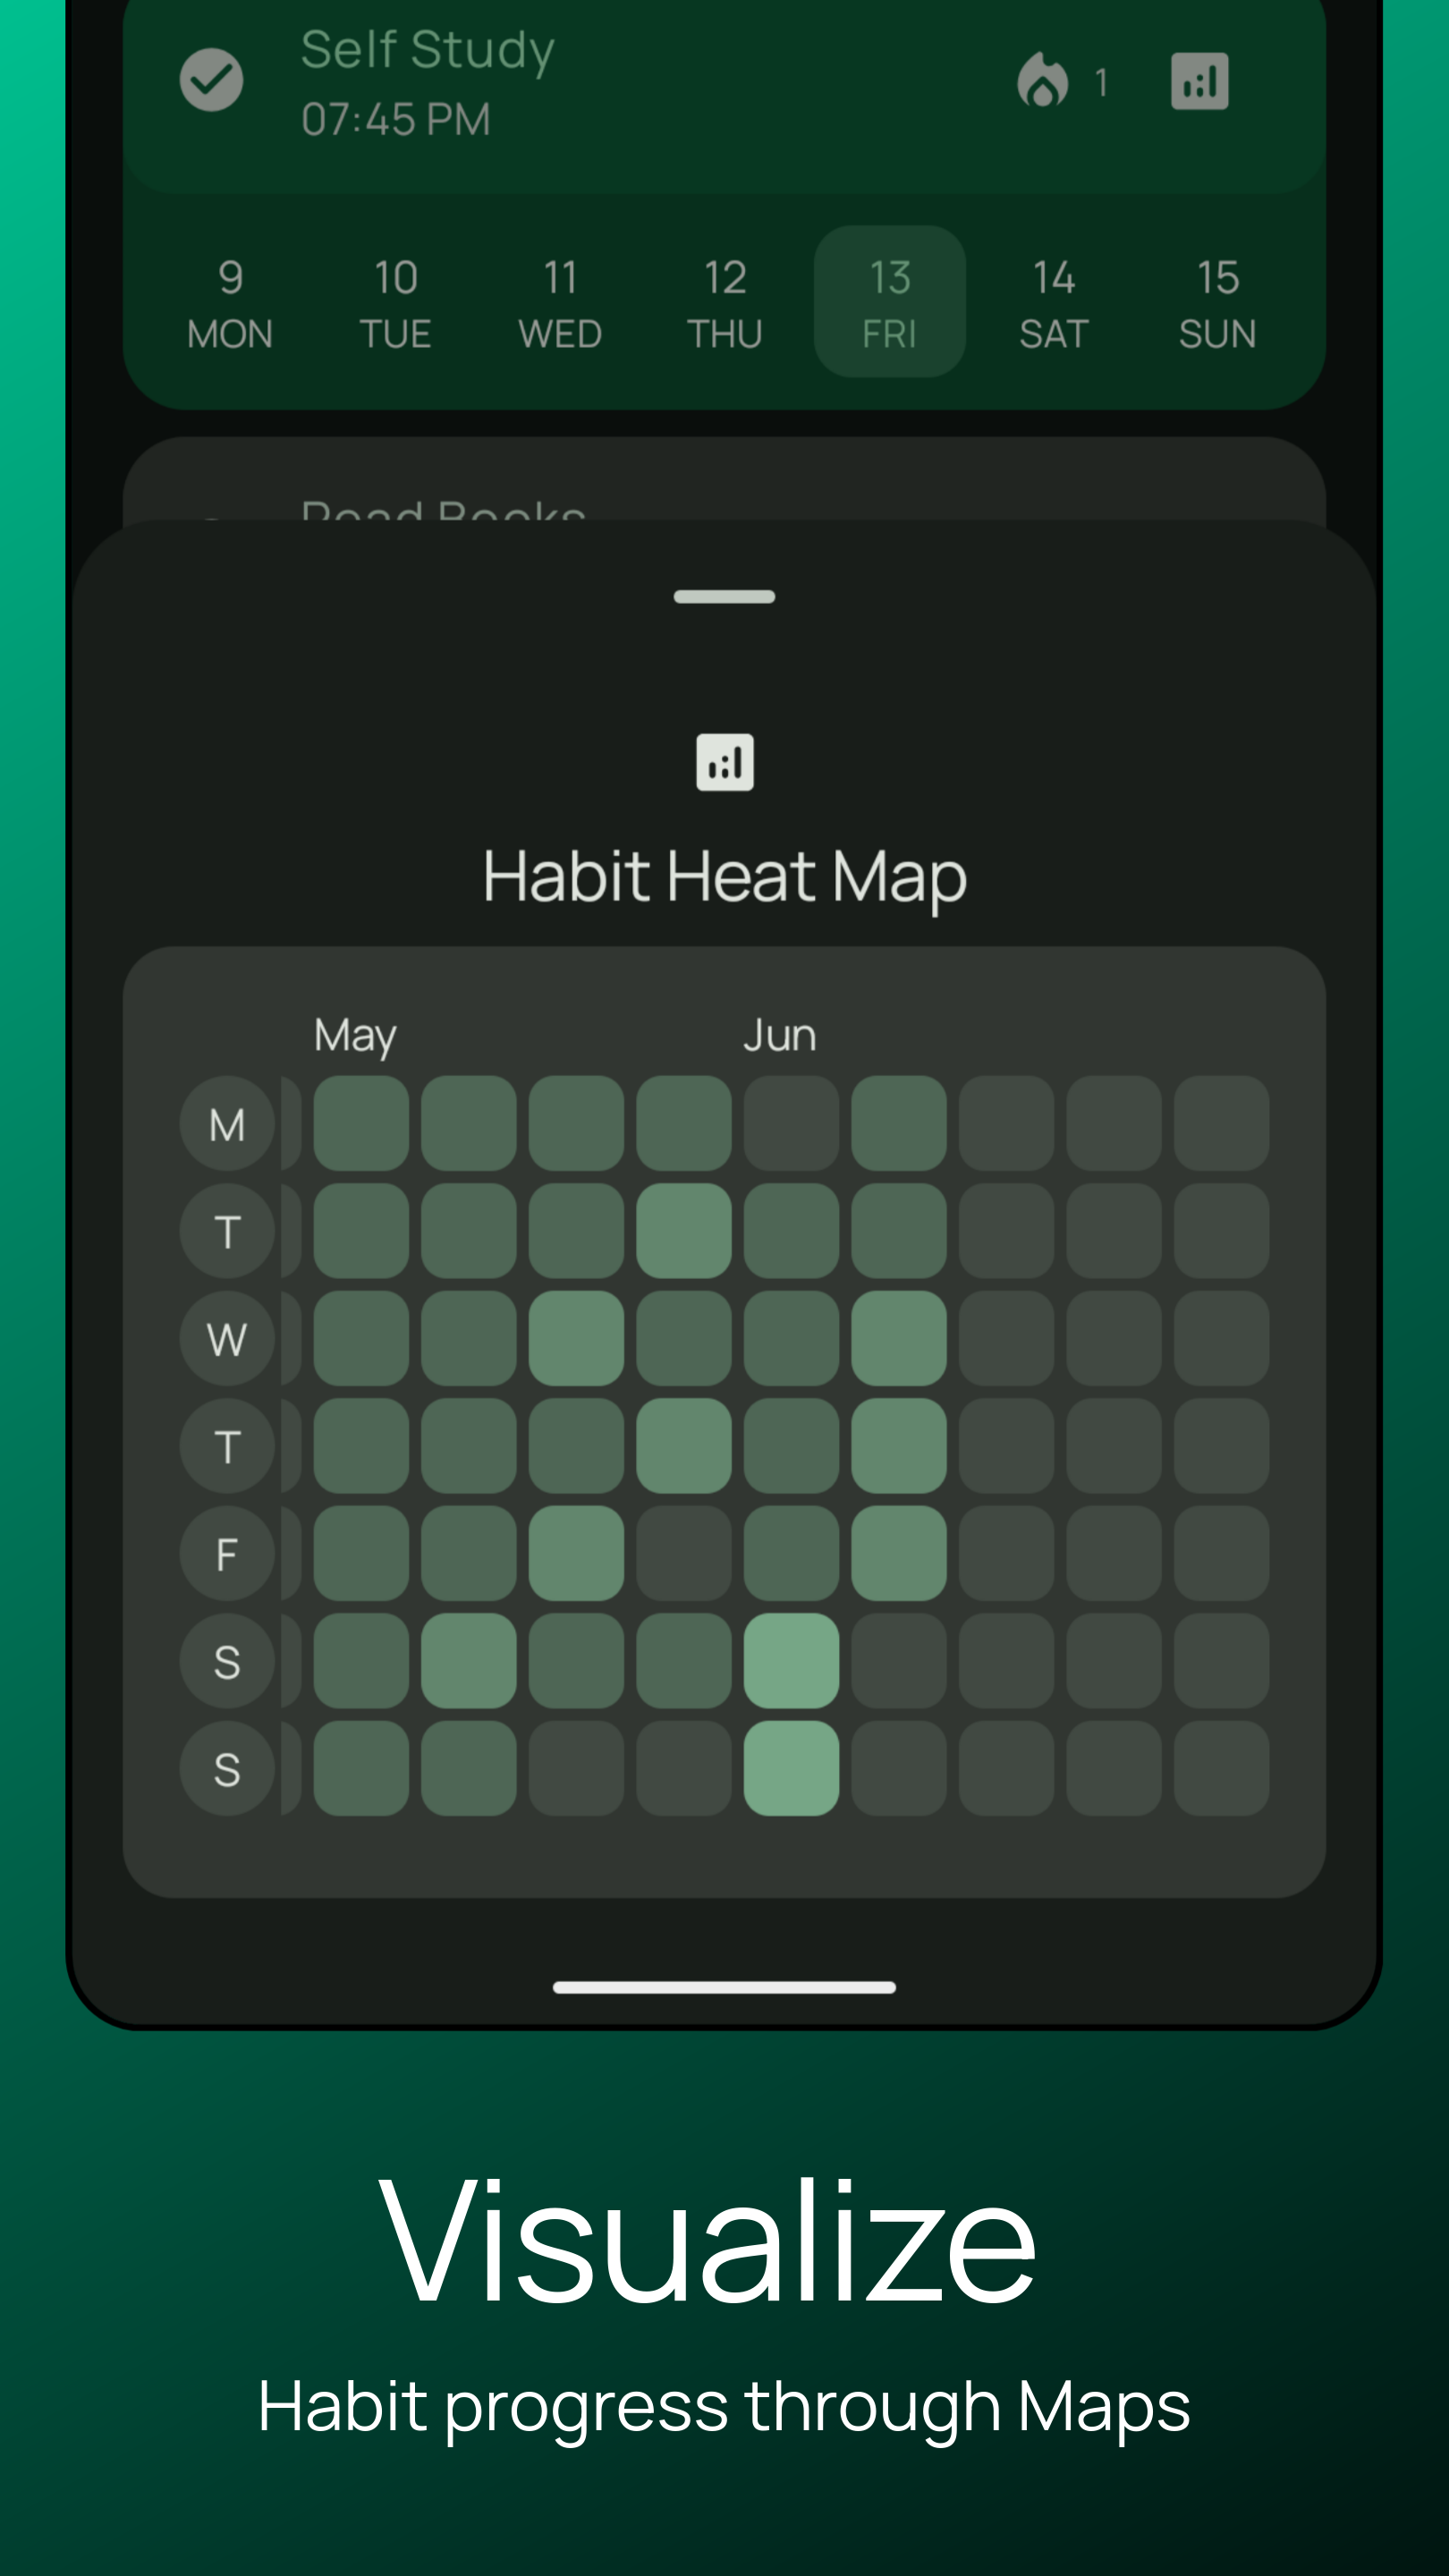 Self Study
07:45 PM
1
9 10 11 12 13 14 15
MON TUE WED THU FRI SAT SUN
Read Books
Habit Heat Map
May Jun
M
T
W
T
F
S
S
Visualize
Habit progress through Maps